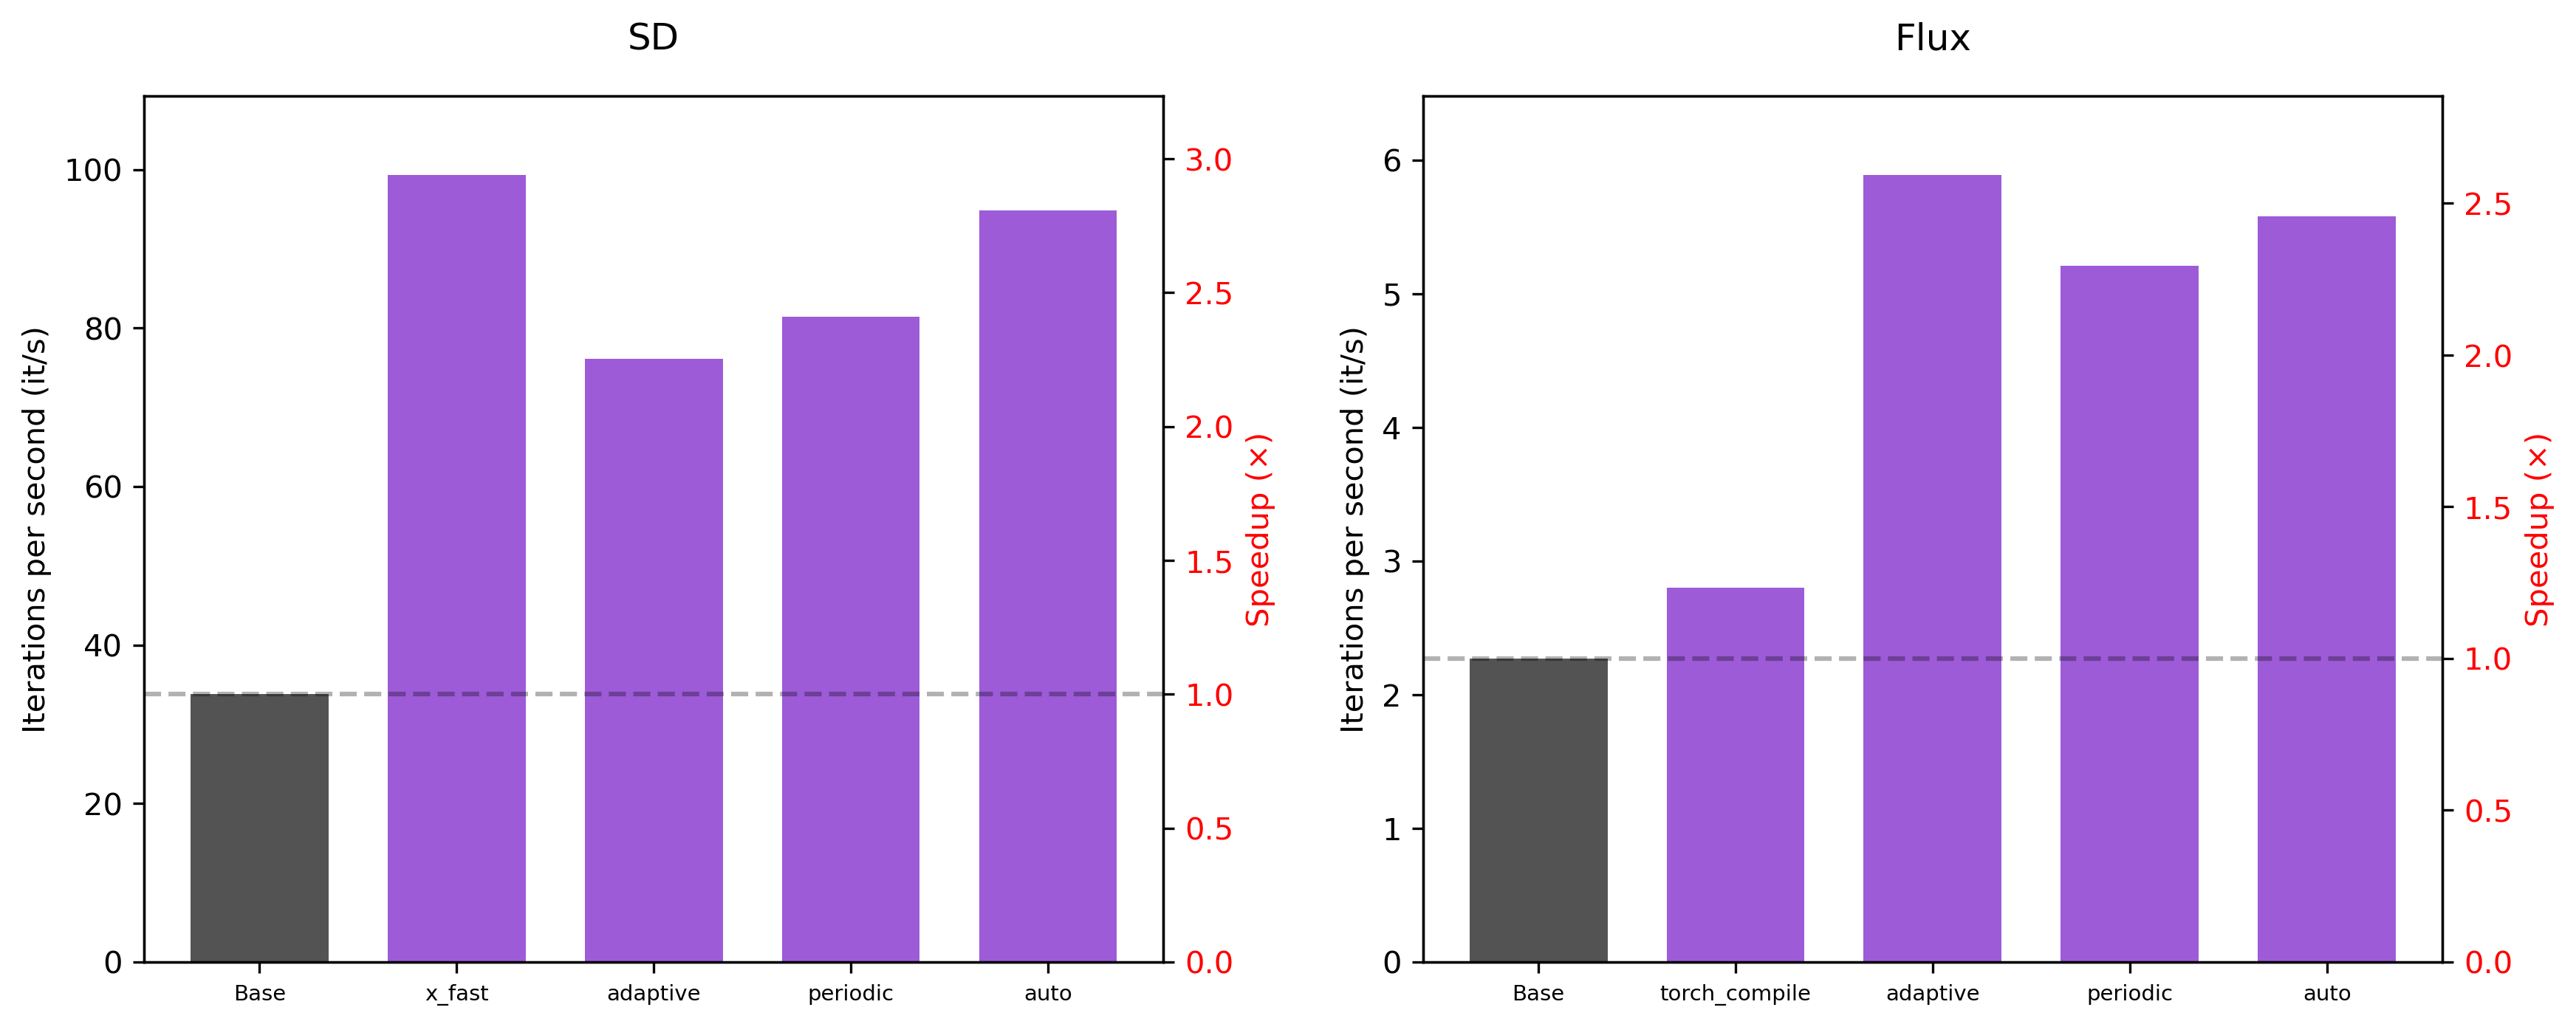 SD
Iterations per second (it/s)
100
80
60
40
20
0
3.0
2.5
2.0
1.5
1.0
0.5
0.0
Speedup (×)
Base
x_fast
adaptive
periodic
auto
Flux
Iterations per second (it/s)
6
5
4
3
2
1
0
2.5
2.0
1.5
1.0
0.5
0.0
Speedup (×)
Base
torch_compile
adaptive
periodic
auto